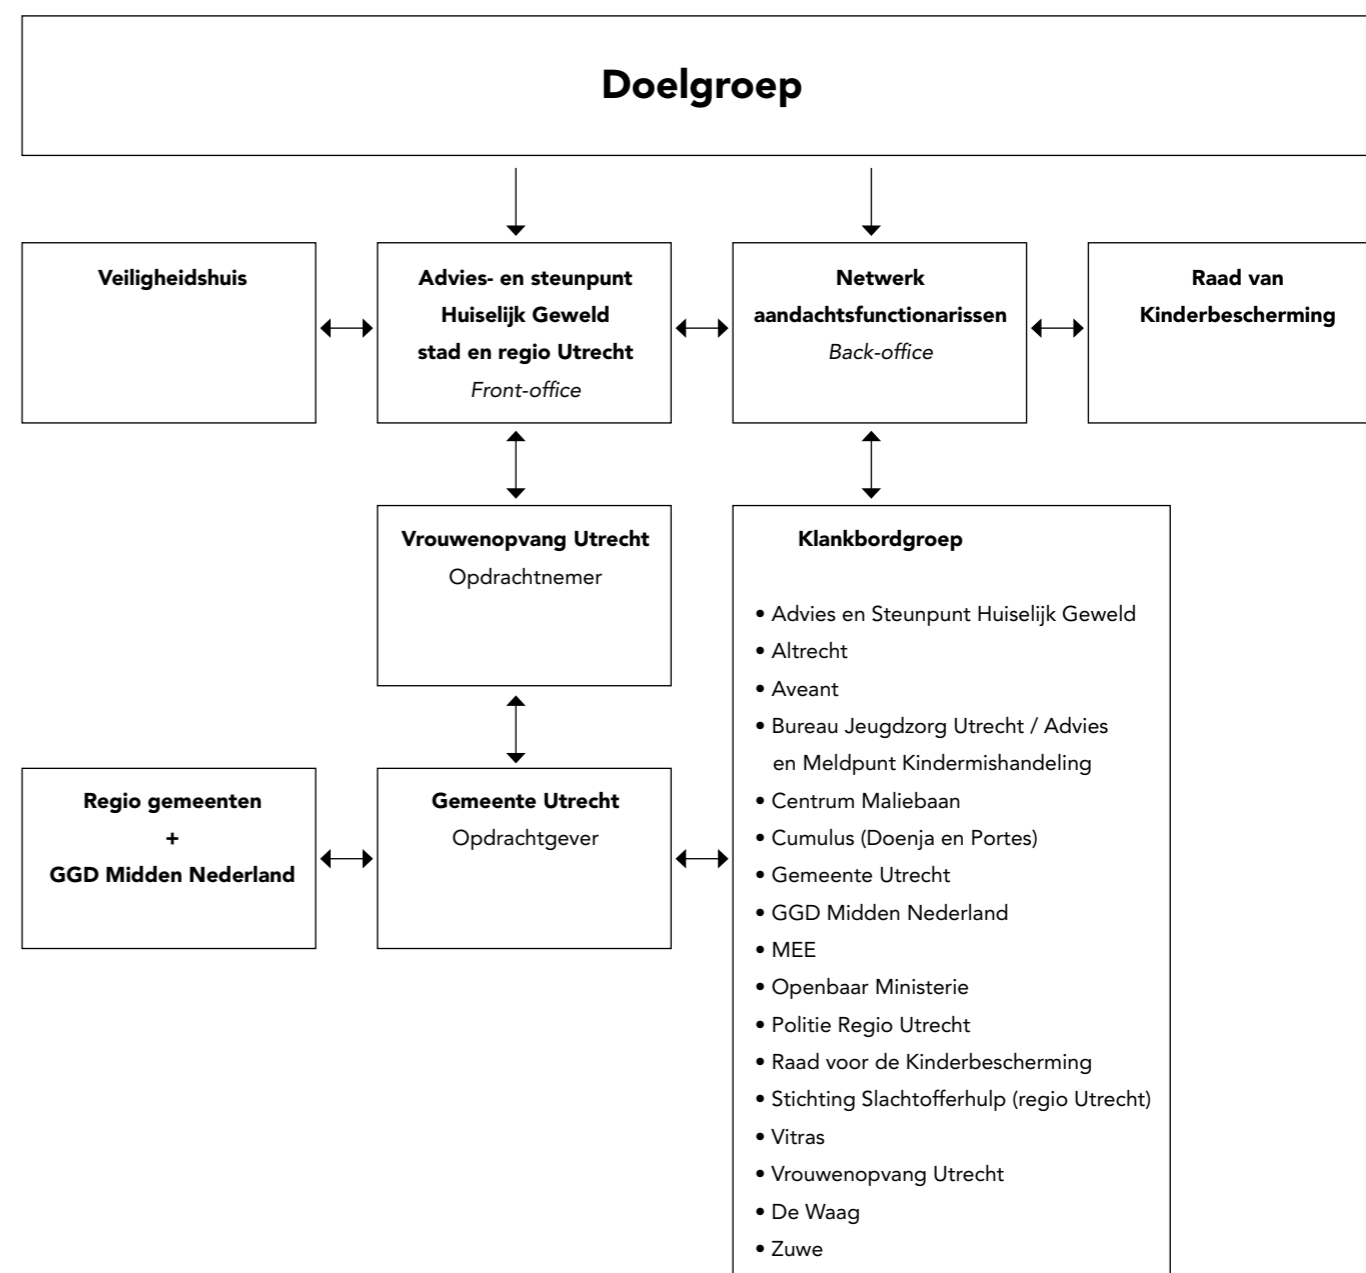 Doelgroep
Veiligheidshuis
Advies- en steunpunt
Huiselijk Geweld
stad en regio Utrecht
Front-office
Netwerk
aandachtsfunctionarissen
Back-office
Raad van
Kinderbescherming
Vrouwenopvang Utrecht
Opdrachtnemer
Klankbordgroep
• Advies en Steunpunt Huiselijk Geweld
• Altrecht
• Aveant
• Bureau Jeugdzorg Utrecht / Advies
en Meldpunt Kindermishandeling
• Centrum Maliebaan
• Cumulus (Doenja en Portes)
• Gemeente Utrecht
• GGD Midden Nederland
• MEE
• Openbaar Ministerie
• Politie Regio Utrecht
• Raad voor de Kinderbescherming
• Stichting Slachtofferhulp (regio Utrecht)
• Vitras
• Vrouwenopvang Utrecht
• De Waag
• Zuwe
Regio gemeenten
+
GGD Midden Nederland
Gemeente Utrecht
Opdrachtgever